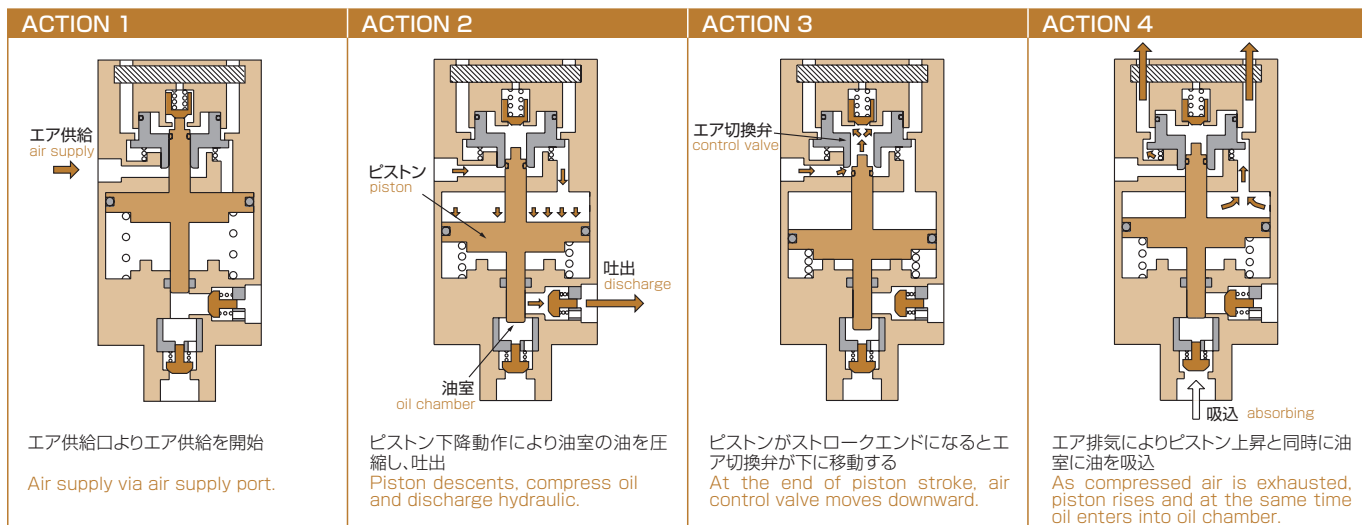 ACTION 1
エア供給
air supply
エア供給口よりエア供給を開始
Air supply via air supply port.
ACTION 2
ピストン
piston
吐出
discharge
油室
oil chamber
ピストン下降動作により油室の油を圧
縮し、吐出
Piston descents, compress oil
and discharge hydraulic.
ACTION 3
エア切換弁
control valve
ピストンがストロークエンドになるとエ
ア切換弁が下に移動する
At the end of piston stroke, air
control valve moves downward.
ACTION 4
吸込 absorbing
エア排気によりピストン上昇と同時に油
室に油を吸込
As compressed air is exhausted,
piston rises and at the same time
oil enters into oil chamber.